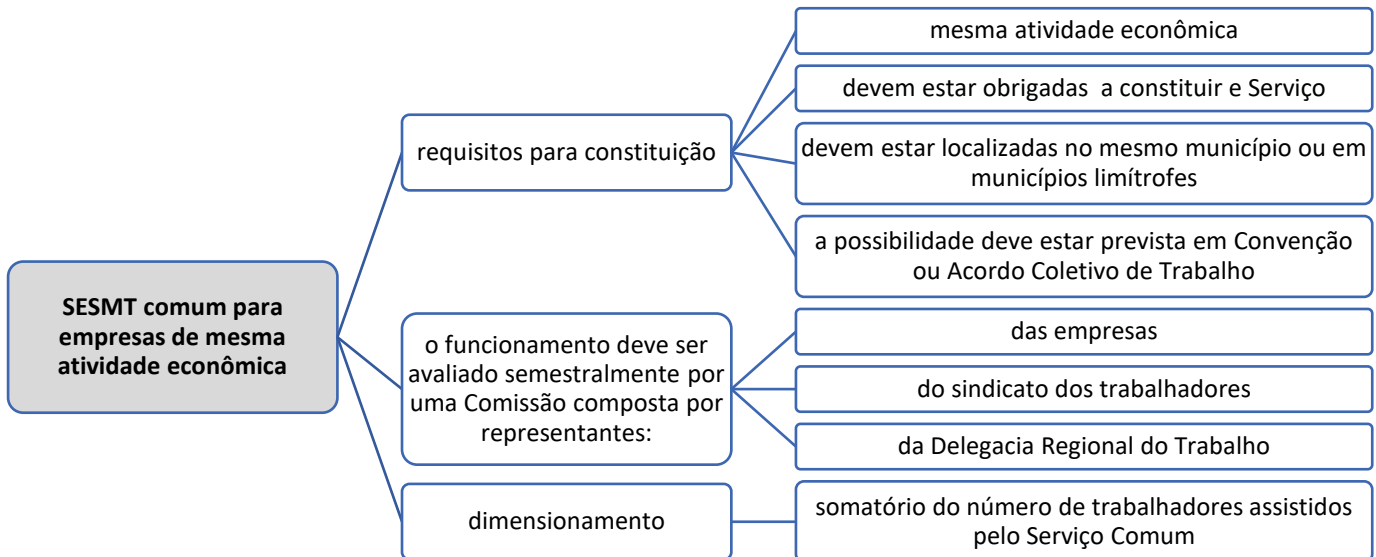 SESMT comum para
empresas de mesma
atividade econômica
requisitos para constituição
mesma atividade econômica
devem estar obrigadas a constituir e Serviço
devem estar localizadas no mesmo município ou em
municípios limítrofes
a possibilidade deve estar prevista em Convenção
ou Acordo Coletivo de Trabalho
o funcionamento deve ser
avaliado semestralmente por
uma Comissão composta por
representantes:
das empresas
do sindicato dos trabalhadores
da Delegacia Regional do Trabalho
dimensionamento
somatório do número de trabalhadores assistidos
pelo Serviço Comum